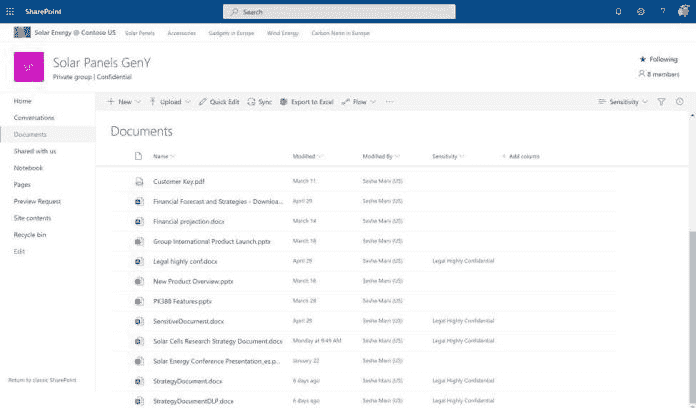 SharePoint
Search
?
Solar Energy @ Contoso US Solar Panels Accessories Gadgets in Europe Wind Energy Carbon Neon in Europe
Solar Panels GenY
Private group | Confidential
Following
8 members
Home
Conversations
Documents
Shared with us
Notebook
Pages
Preview Request
Site contents
Recycle bin
Edit
Return to classic SharePoint
+ New Upload Quick Edit Sync Export to Excel Flow ··· Sensitivity
Documents
Name Modified Modified By Sensitivity + Add column
Customer Key.pdf March 11 Sesha Mani (US)
Financial Forecast and Strategies - Downloa... April 29 Sesha Mani (US)
Financial projection.docx March 14 Sesha Mani (US)
Group International Product Launch.pptx March 18 Sesha Mani (US)
Legal highly conf.docx April 29 Sesha Mani (US) Legal Highly Confidential
New Product Overview.pptx March 18 Sesha Mani (US)
PK388 Features.pptx March 28 Sesha Mani (US)
SensitiveDocument.docx April 26 Sesha Mani (US) Legal Highly Confidential
Solar Cells Research Strategy Document.docx Monday at 9:49 AM Sesha Mani (US) Legal Highly Confidential
Solar Energy Conference Presentation_es.p... January 22 Sesha Mani (US)
StrategyDocument.docx 6 days ago Sesha Mani (US) Legal Highly Confidential
StrategyDocumentDLP.docx 6 days ago Sesha Mani (US) Legal Highly Confidential